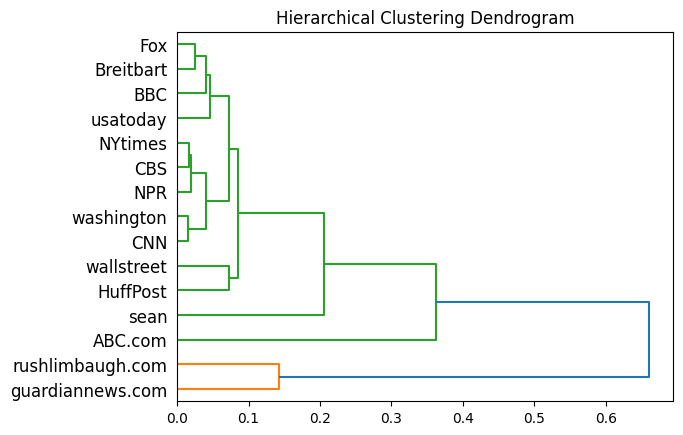 Hierarchical Clustering Dendrogram
Fox
Breitbart
BBC
usatoday
NYtimes
CBS
NPR
washington
CNN
wallstreet
HuffPost
sean
ABC.com
rushlimbaugh.com
guardiannews.com
0.0 0.1 0.2 0.3 0.4 0.5 0.6